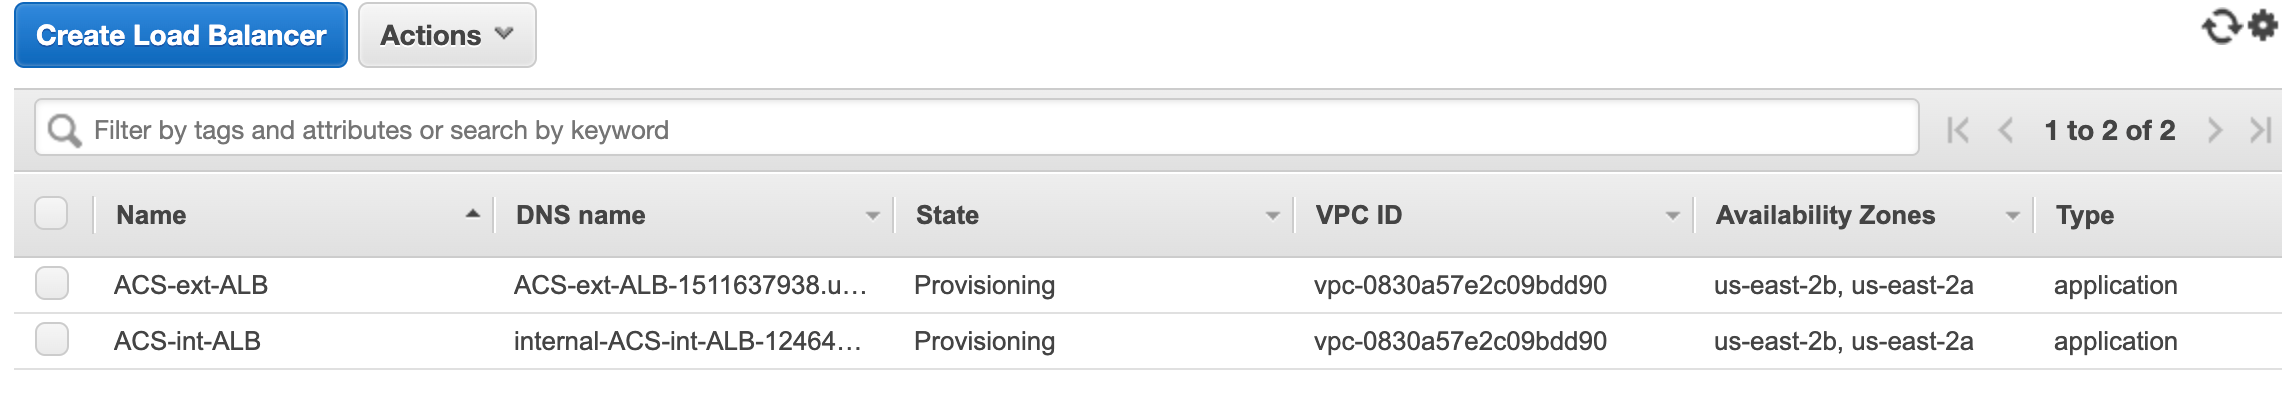 Create Load Balancer Actions
Filter by tags and attributes or search by keyword 1 to 2 of 2
Name DNS name State VPC ID Availability Zones Type
ACS-ext-ALB ACS-ext-ALB-1511637938.u… Provisioning vpc-0830a57e2c09bdd90 us-east-2b, us-east-2a application
ACS-int-ALB internal-ACS-int-ALB-12464… Provisioning vpc-0830a57e2c09bdd90 us-east-2b, us-east-2a application